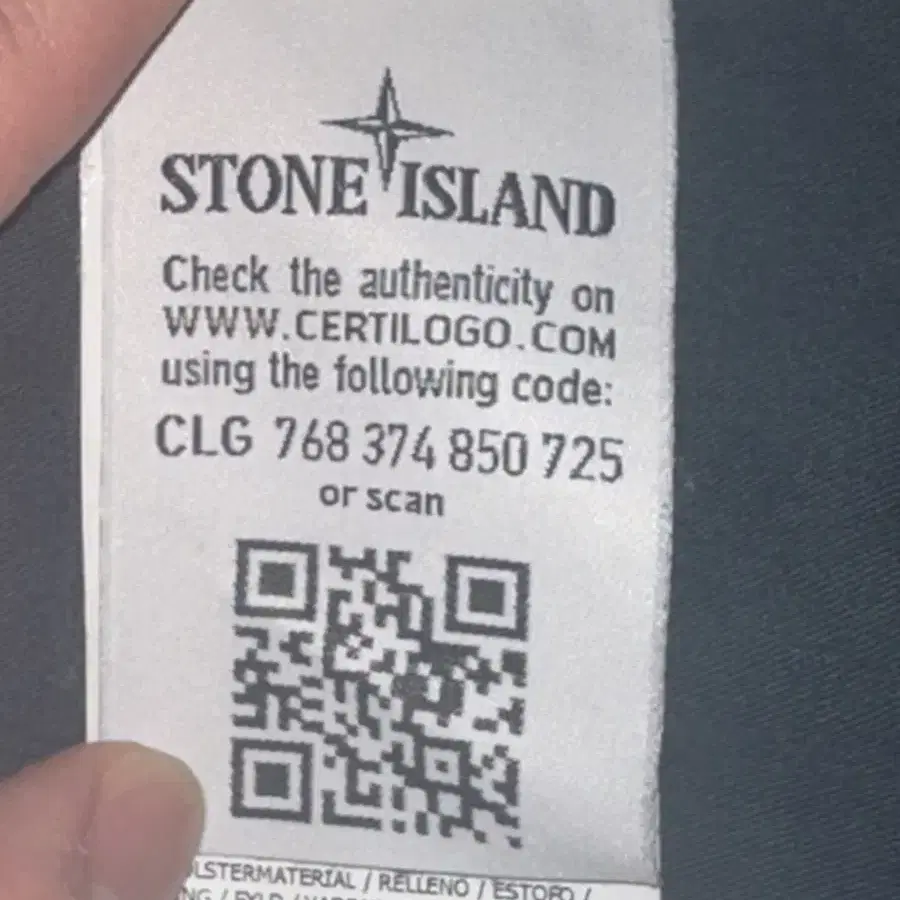 STONE ISLAND
Check the authenticity on
WWW.CERTILOGO.COM
using the following code:
CLG 768 374 850 725
or scan
LSTERMATERIAL / RELLENO / ESTOFO /